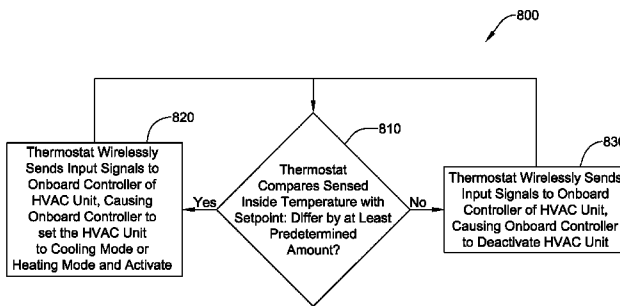 800
820
Thermostat Wirelessly
Sends Input Signals to
Onboard Controller of
HVAC Unit, Causing
Onboard Controller to
set the HVAC Unit
to Cooling Mode or
Heating Mode and Activate
Yes
810
Thermostat
Compares Sensed
Inside Temperature with
Setpoint: Differ by at Least
Predetermined
Amount?
No
830
Thermostat Wirelessly Sends
Input Signals to Onboard
Controller of HVAC Unit,
Causing Onboard Controller
to Deactivate HVAC Unit